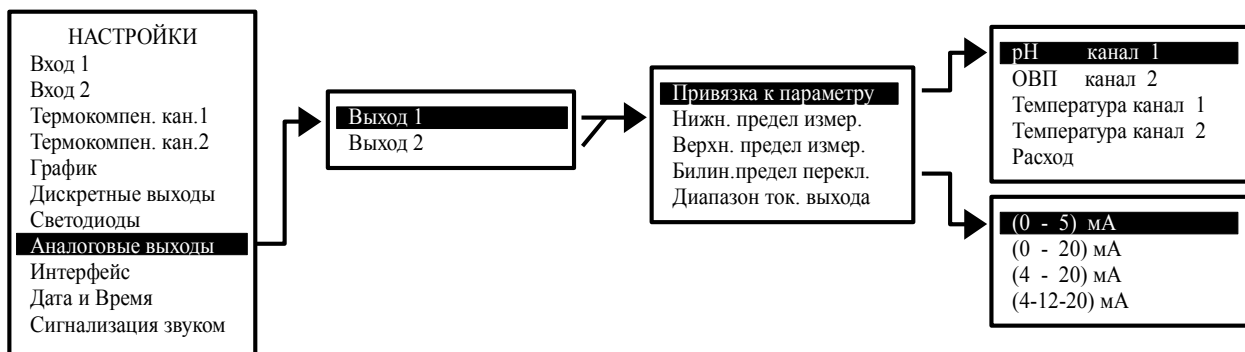 НАСТРОЙКИ
Вход 1
Вход 2
Термокомпен. кан.1
Термокомпен. кан.2
График
Дискретные выходы
Светодиоды
Аналоговые выходы
Интерфейс
Дата и Время
Сигнализация звуком
Выход 1
Выход 2
Привязка к параметру
Нижн. предел измер.
Верхн. предел измер.
Билин.предел перекл.
Диапазон ток. выхода
pH канал 1
ОВП канал 2
Температура канал 1
Температура канал 2
Расход
(0 - 5) мА
(0 - 20) мА
(4 - 20) мА
(4-12-20) мА